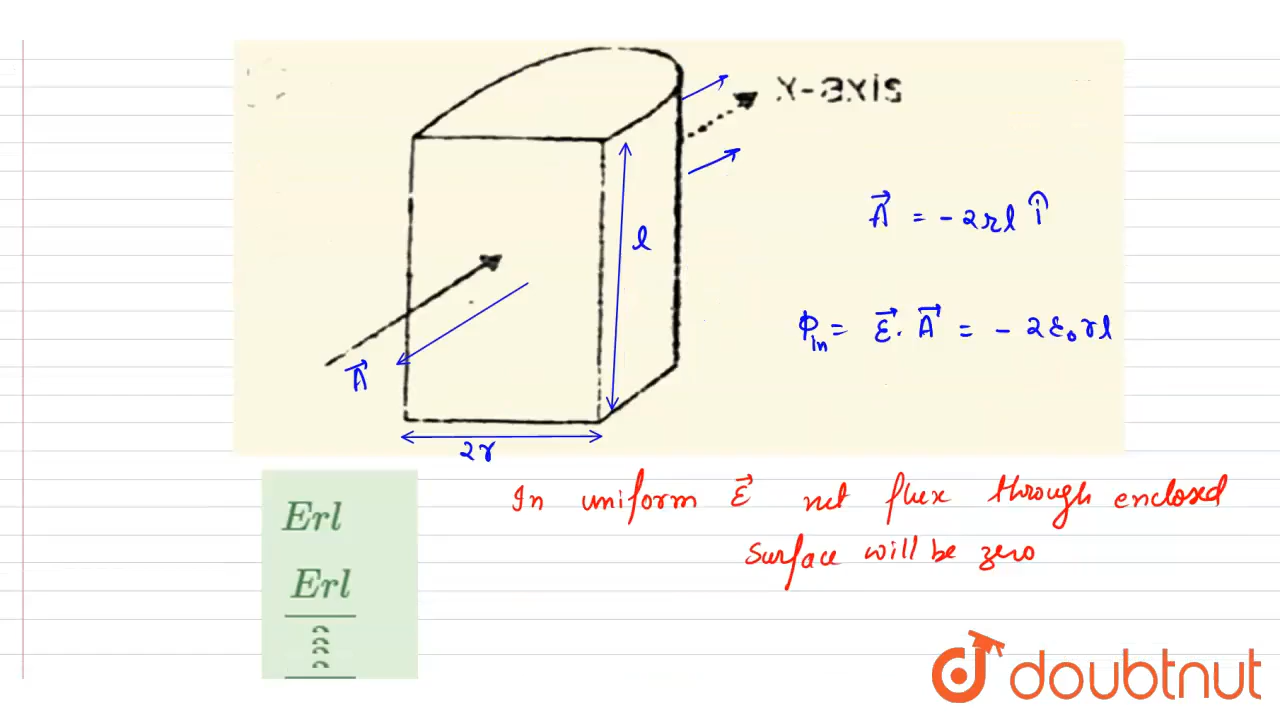 X-axis
A⃗ = -2rl î
l
ϕin = ε⃗. A⃗ = - 2ε₀rl
A⃗
2r
In uniform ε⃗ net flux through enclosed
surface will be zero
Erl
Erl
doubtnut